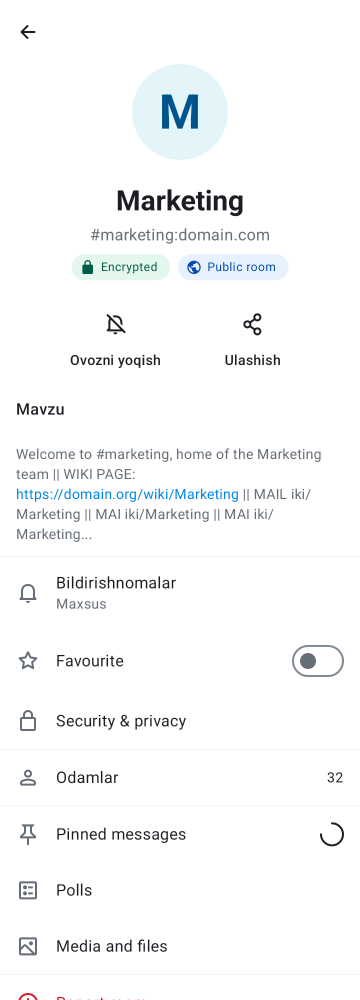 M
Marketing
#marketing:domain.com
Encrypted Public room
Ovozni yoqish Ulashish
Mavzu
Welcome to #marketing, home of the Marketing
team || WIKI PAGE:
https://domain.org/wiki/Marketing || MAIL iki/
Marketing || MAI iki/Marketing || MAI iki/
Marketing...
Bildirishnomalar
Maxsus
Favourite
Security & privacy
Odamlar 32
Pinned messages
Polls
Media and files